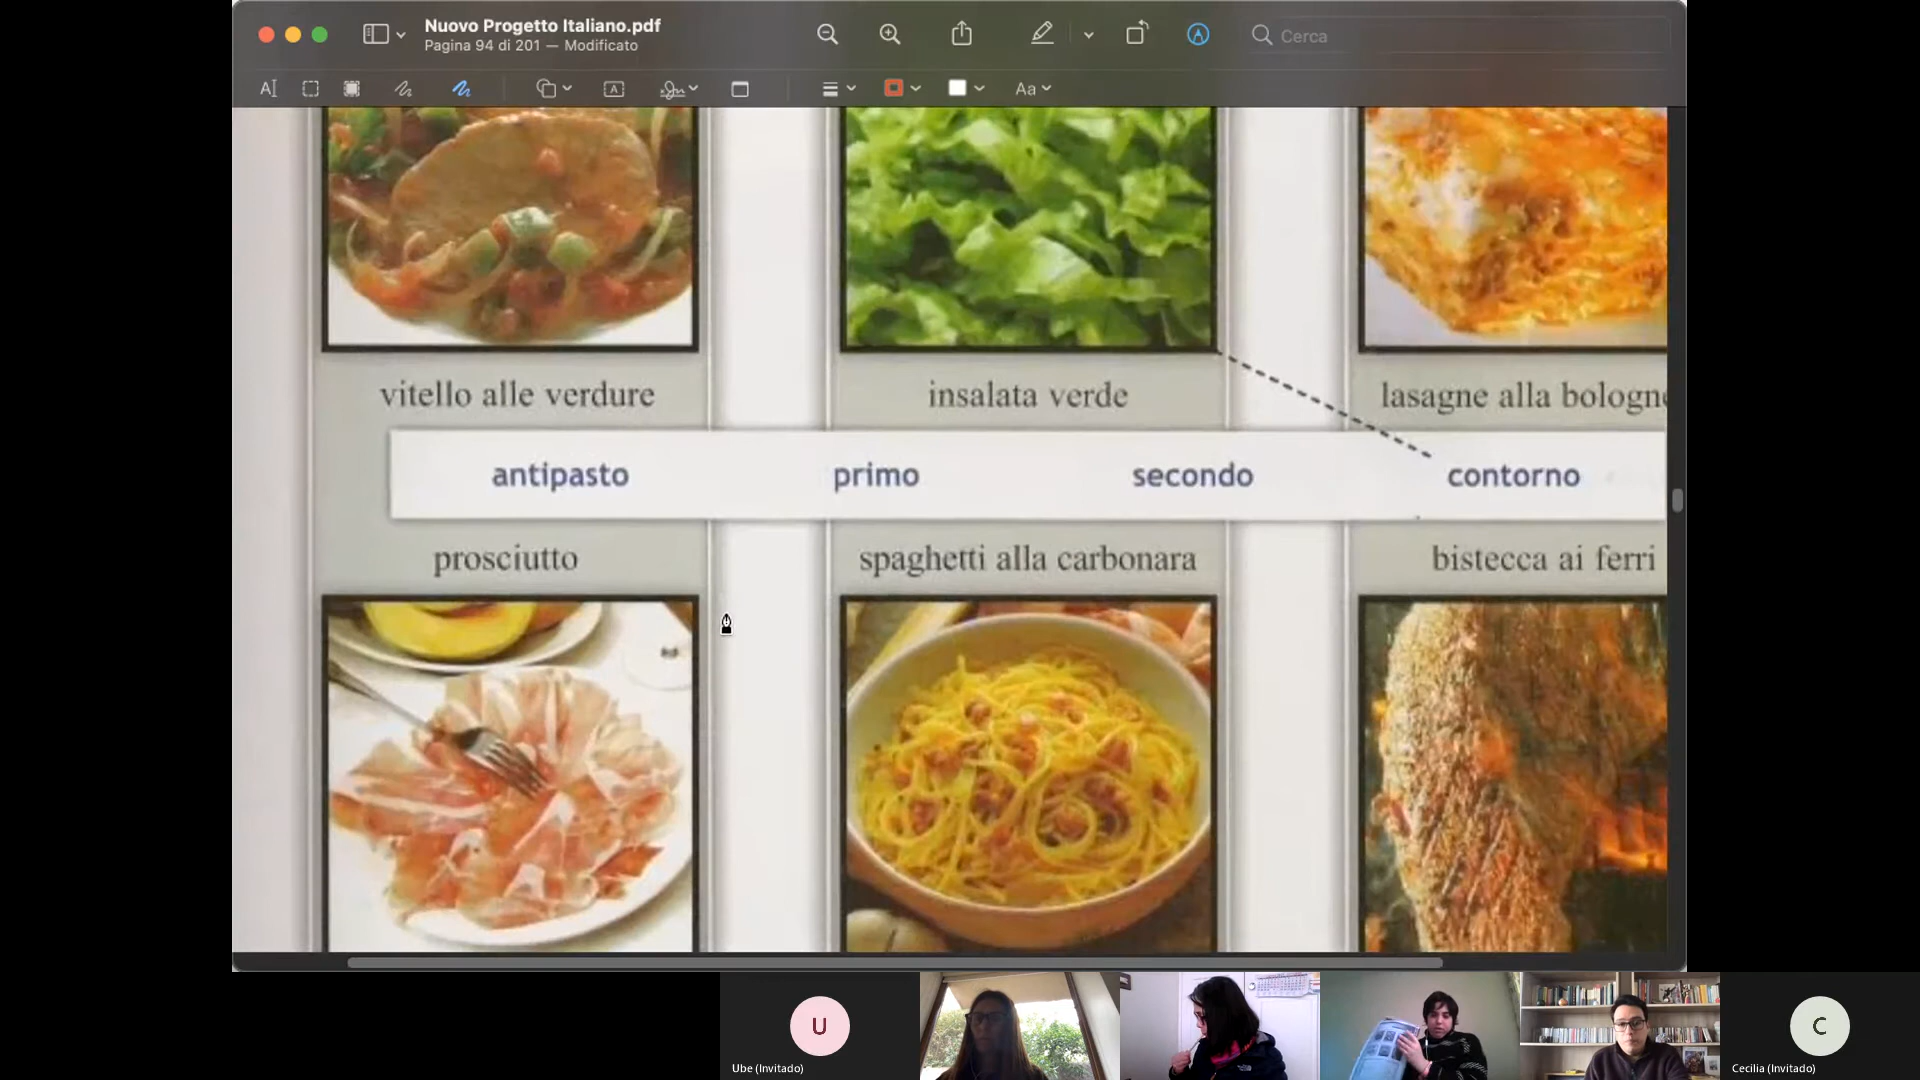 Nuovo Progetto Italiano.pdf
Pagina 94 di 201 — Modificato
Cerca
A
A
Aa
vitello alle verdure
insalata verde
lasagne alla bologne
antipasto
primo
secondo
contorno
prosciutto
spaghetti alla carbonara
bistecca ai ferri
U
Ube (Invitado)
C
Cecilia (Invitado)